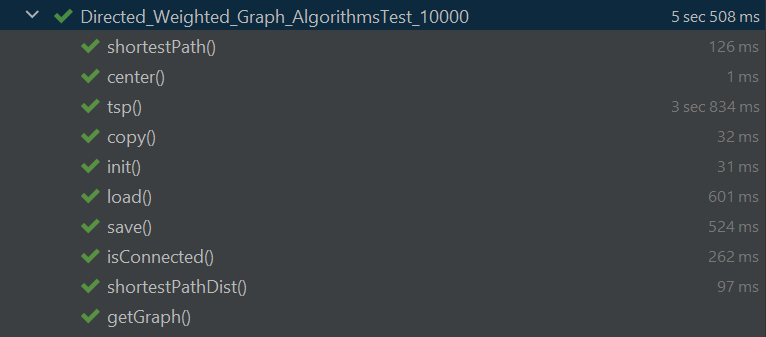 Directed_Weighted_Graph_AlgorithmsTest_10000 5 sec 508 ms
shortestPath() 126 ms
center() 1 ms
tsp() 3 sec 834 ms
copy() 32 ms
init() 31 ms
load() 601 ms
save() 524 ms
isConnected() 262 ms
shortestPathDist() 97 ms
getGraph()